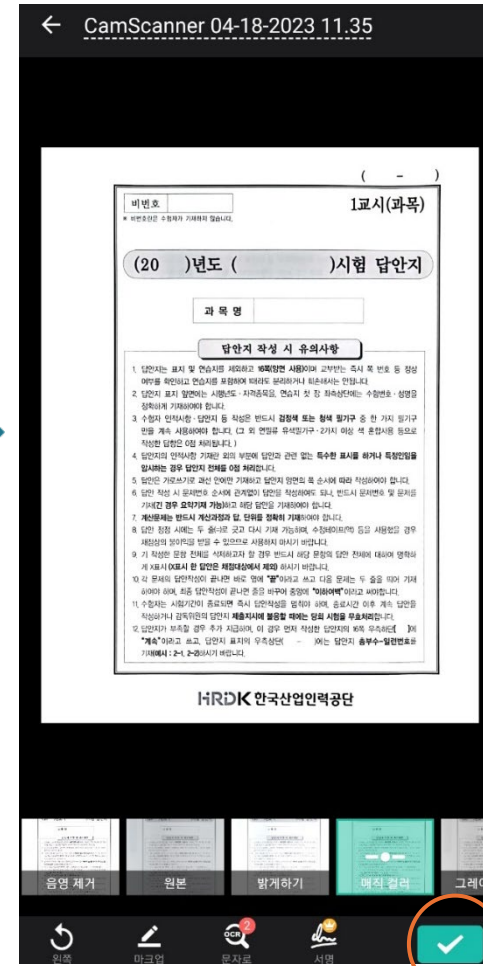 CamScanner 04-18-2023 11.35
( – )
비번호
1교시(과목)
※ 비번호란은 수험자가 기재하지 않습니다.
(20 )년도 ( )시험 답안지
과 목 명
답안지 작성 시 유의사항
1. 답안지는 표지 및 연습지를 제외하고 16쪽(양면 사용)이며 교부받는 즉시 쪽 번호 등 정상
여부를 확인하고 연습지를 포함하여 1매라도 분리하거나 훼손해서는 안됩니다.
2. 답안지 표지 앞면에는 시행년도·자격종목을, 연습지 첫 장 좌측상단에는 수험번호·성명을
정확하게 기재하여야 합니다.
3. 수험자 인적사항·답안지 등 작성은 반드시 검정색 또는 청색 필기구 중 한 가지 필기구
만을 계속 사용하여야 합니다. (그 외 연필류·유색필기구·2가지 이상 색 혼합사용 등으로
작성한 답항은 0점 처리됩니다.)
4. 답안지의 인적사항 기재란 외의 부분에 답안과 관련 없는 특수한 표시를 하거나 특정인임을
암시하는 경우 답안지 전체를 0점 처리합니다.
5. 답안은 가로쓰기로 괘선 안에만 기재하고 답안지 양면의 쪽 순서에 따라 작성하여야 합니다.
6. 답안 작성 시 문제번호 순서에 관계없이 답안을 작성하여도 되나, 반드시 문제번호 및 문제를
기재(긴 경우 요약기재 가능)하고 해당 답안을 기재하여야 합니다.
7. 계산문제는 반드시 계산과정과 답, 단위를 정확히 기재하여야 합니다.
8. 답안 정정 시에는 두 줄(=)로 긋고 다시 기재 가능하며, 수정테이프(액) 등을 사용했을 경우
채점상의 불이익을 받을 수 있으므로 사용하지 마시기 바랍니다.
9. 기 작성한 문항 전체를 삭제하고자 할 경우 반드시 해당 문항의 답안 전체에 대하여 명확하
게 X표시 (X표시 한 답안은 채점대상에서 제외) 하시기 바랍니다.
10. 각 문제의 답안작성이 끝나면 바로 옆에 "끝"이라고 쓰고 다음 문제는 두 줄을 띄어 기재
하여야 하며, 최종 답안작성이 끝나면 줄을 바꾸어 중앙에 "이하여백"이라고 써야합니다.
11. 수험자는 시험기간이 종료되면 즉시 답안작성을 멈춰야 하며, 종료시간 이후 계속 답안을
작성하거나 감독위원의 답안지 제출지시에 불응할 때에는 당회 시험을 무효처리합니다.
12. 답안지가 부족할 경우 추가 지급하며, 이 경우 먼저 작성한 답안지의 16쪽 우측하단[ ]에
"계속"이라고 쓰고, 답안지 표지의 우측상단( – )에는 답안지 총부수-일련번호를
기재(예시 : 2-1, 2-2)하시기 바랍니다.
HRDK 한국산업인력공단
음영 제거 원본 밝게하기 매직 컬러
OCR 2
왼쪽 마크업 문자로 서명